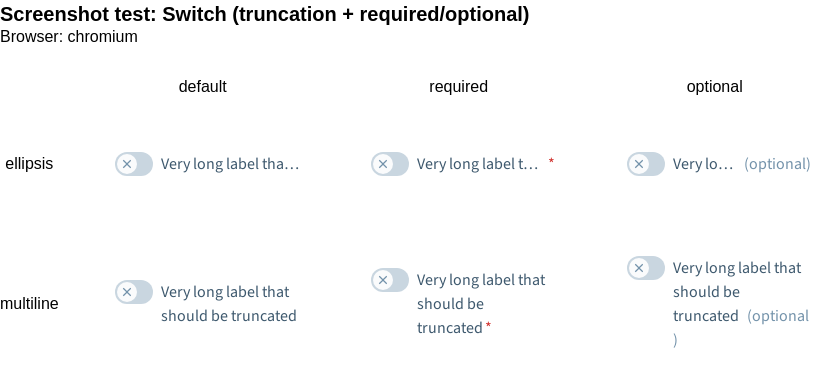 Screenshot test: Switch (truncation + required/optional)
Browser: chromium
default required optional
ellipsis Very long label tha… Very long label t… * Very lo… (optional)
multiline
Very long label that
should be truncated
Very long label that
should be
truncated *
Very long label that
should be
truncated (optional
)